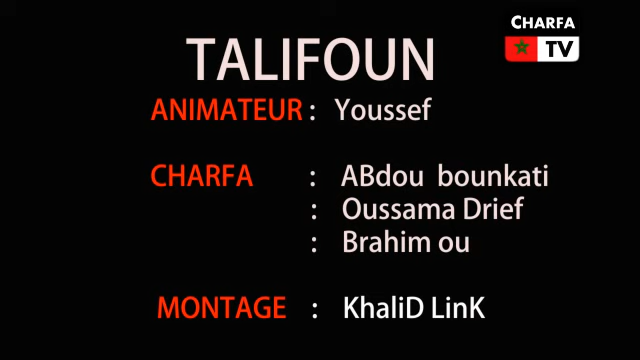 CHARFA
TV
TALIFOUN
ANIMATEUR : Youssef
CHARFA : ABdou bounkati
: Oussama Drief
: Brahim ou
MONTAGE : KhaliD LinK